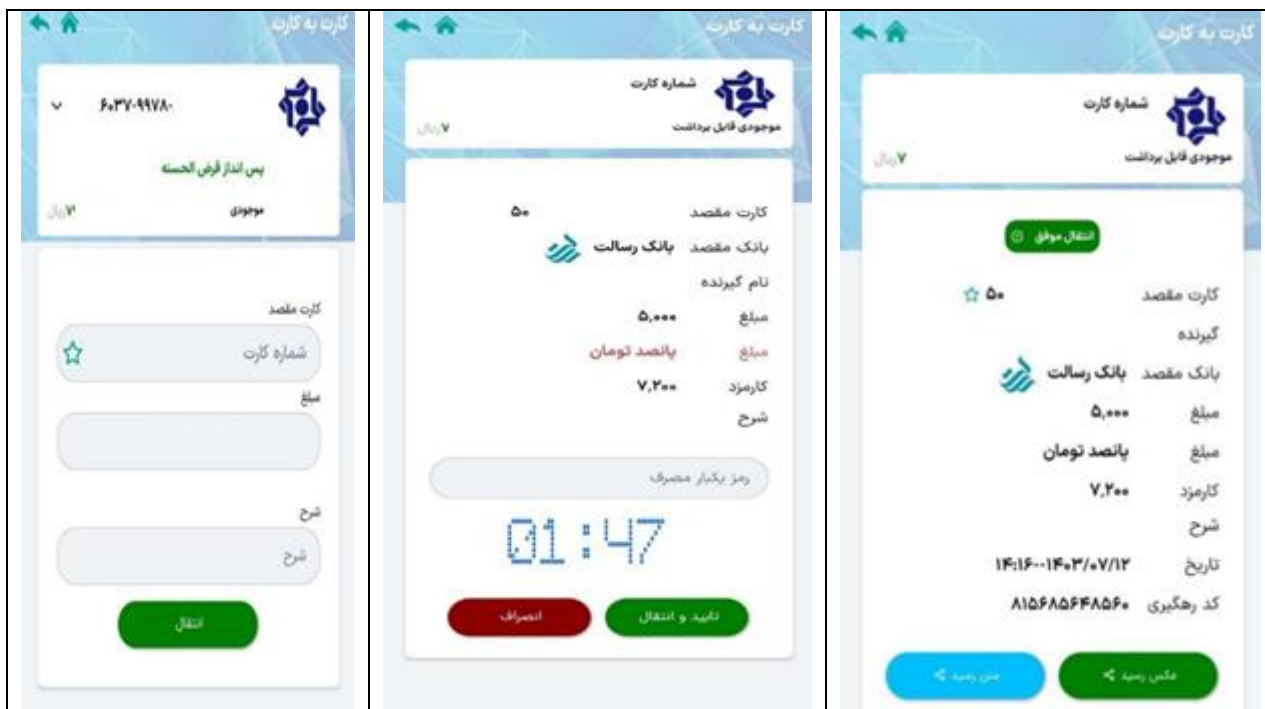 کارت به کارت
۶۰۳۷-۹۹۷۸۰
پس انداز قرض الحسنه
موجودی ۷ریال
کارت مقصد
شماره کارت
مبلغ
شرح
شرح
انتقال
کارت به کارت
شماره کارت
موجودی قابل برداشت ۷ریال
کارت مقصد ۵۰
بانک مقصد بانک رسالت
نام گیرنده
مبلغ ۵,۰۰۰
مبلغ پانصد تومان
کارمزد ۷,۲۰۰
شرح
رمز یکبار مصرف
01:47
تایید و انتقال
انصراف
کارت به کارت
شماره کارت
موجودی قابل برداشت ۷ریال
انتقال موفق
کارت مقصد ۵۰
گیرنده
بانک مقصد بانک رسالت
مبلغ ۵,۰۰۰
مبلغ پانصد تومان
کارمزد ۷,۲۰۰
شرح
تاریخ ۱۴۰۳/۰۷/۱۲--۱۴:۱۶
کد رهگیری ۸۱۵۶۸۵۶۴۸۵۶۰
عکس رسید
متن رسید